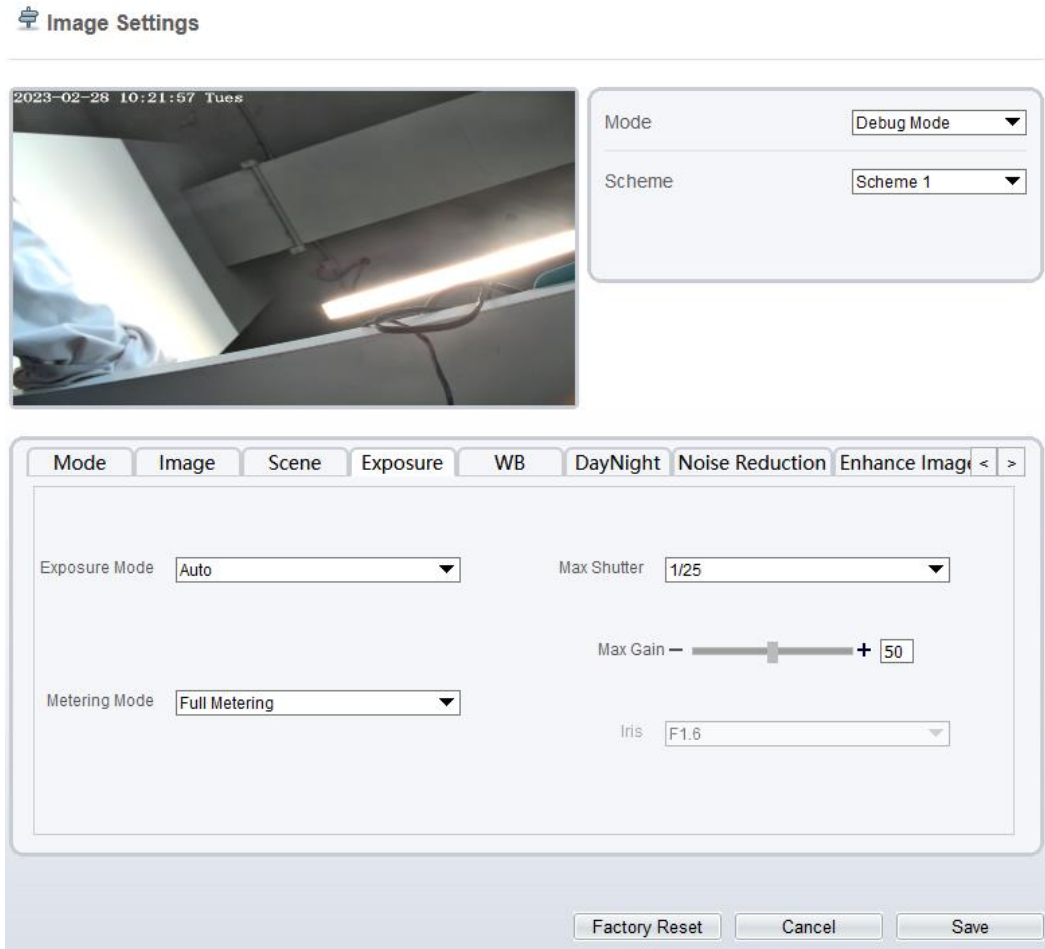 Image Settings
2023-02-28 10:21:57 Tues
Mode Debug Mode
Scheme Scheme 1
Mode Image Scene Exposure WB DayNight Noise Reduction Enhance Image < >
Exposure Mode Auto Max Shutter 1/25
Max Gain − + 50
Metering Mode Full Metering
Iris F1.6
Factory Reset Cancel Save